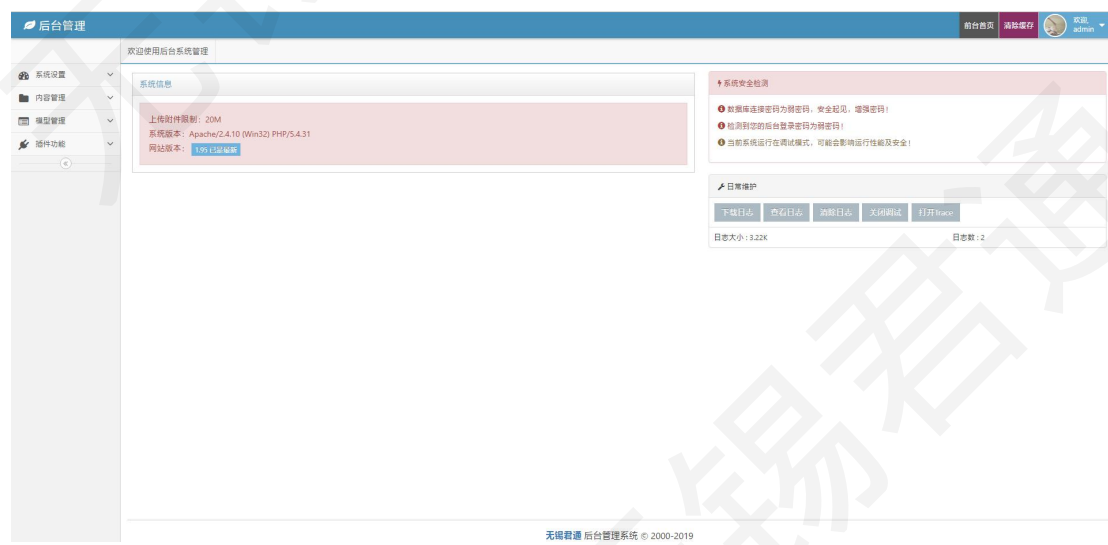 后台管理
前台首页 清除缓存 欢迎, admin
欢迎使用后台系统管理
系统设置
内容管理
模型管理
插件功能
系统信息
上传附件限制：20M
系统版本：Apache/2.4.10 (Win32) PHP/5.4.31
网站版本： 1.95 已是最新
系统安全检测
数据库连接密码为弱密码，安全起见，增强密码！
检测到您的后台登录密码为弱密码！
当前系统运行在调试模式，可能会影响运行性能及安全！
日常维护
下载日志 查看日志 清除日志 关闭调试 打开Trace
日志大小 : 3.22K 日志数 : 2
无锡君通 后台管理系统 © 2000-2019
无锡君通